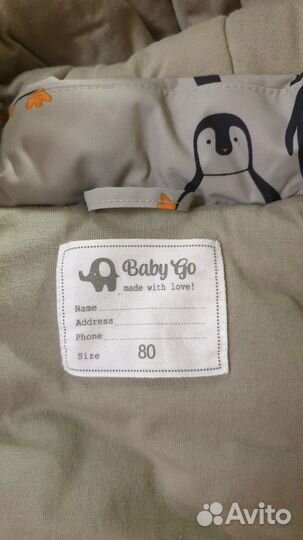 Baby Go
made with love!
Name
Address
Phone
Size 80
Avito